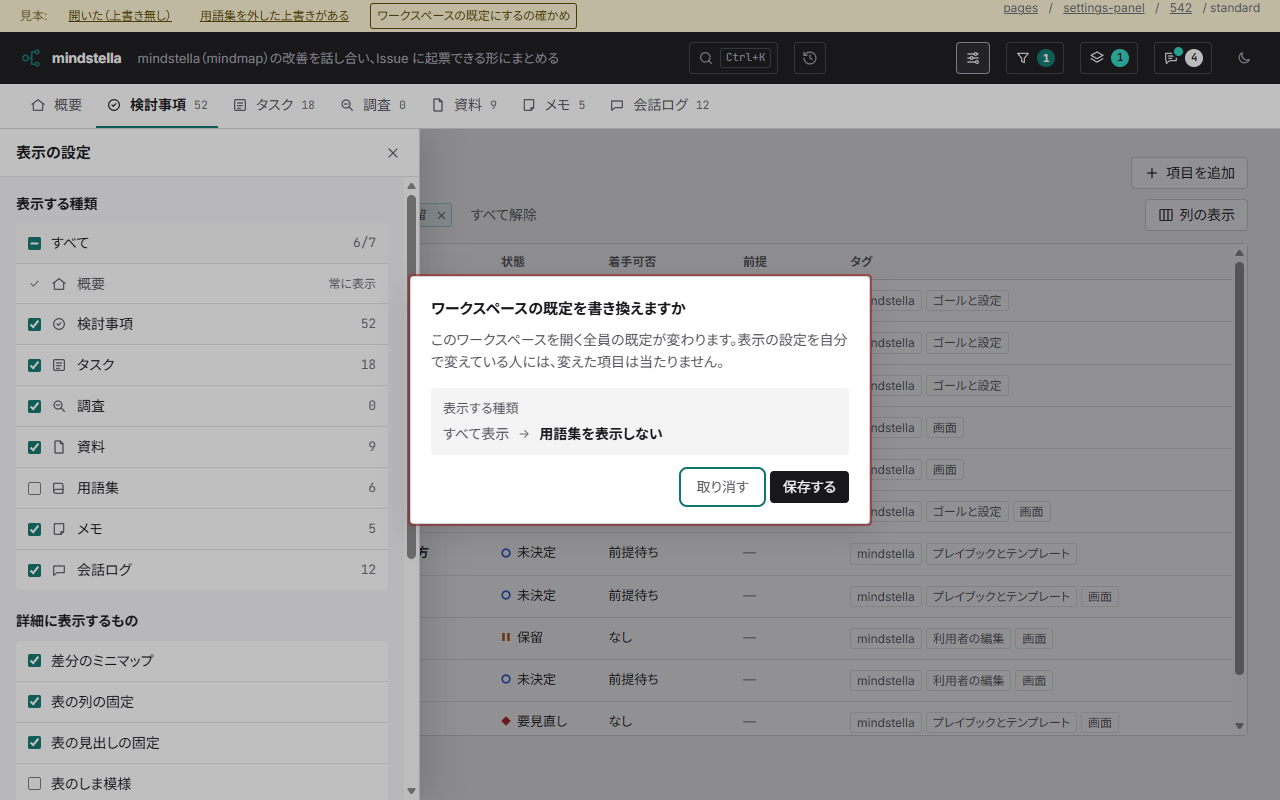 見本: 開いた（上書き無し） 用語集を外した上書きがある ワークスペースの既定にするの確かめ pages / settings-panel / 542 / standard
mindstella mindstella（mindmap）の改善を話し合い、Issue に起票できる形にまとめる Ctrl+K 1 1 4
概要 検討事項 52 タスク 18 調査 0 資料 9 メモ 5 会話ログ 12
表示の設定
項目を追加
表示する種類
留 すべて解除 列の表示
すべて 6/7
状態 着手可否 前提 タグ
概要 常に表示
ndstella ゴールと設定
ワークスペースの既定を書き換えますか
検討事項 52
このワークスペースを開く全員の既定が変わります。表示の設定を自分
で変えている人には、変えた項目は当たりません。
ndstella ゴールと設定
タスク 18
ndstella ゴールと設定
調査 0
表示する種類
すべて表示 → 用語集を表示しない
ndstella 画面
資料 9
ndstella 画面
用語集 6
取り消す 保存する
ndstella ゴールと設定 画面
メモ 5
方 未決定 前提待ち — mindstella プレイブックとテンプレート
会話ログ 12
未決定 前提待ち — mindstella プレイブックとテンプレート 画面
詳細に表示するもの
保留 なし — mindstella 利用者の編集 画面
差分のミニマップ
未決定 前提待ち — mindstella 利用者の編集 画面
表の列の固定
要見直し なし — mindstella プレイブックとテンプレート 画面
表の見出しの固定
表のしま模様